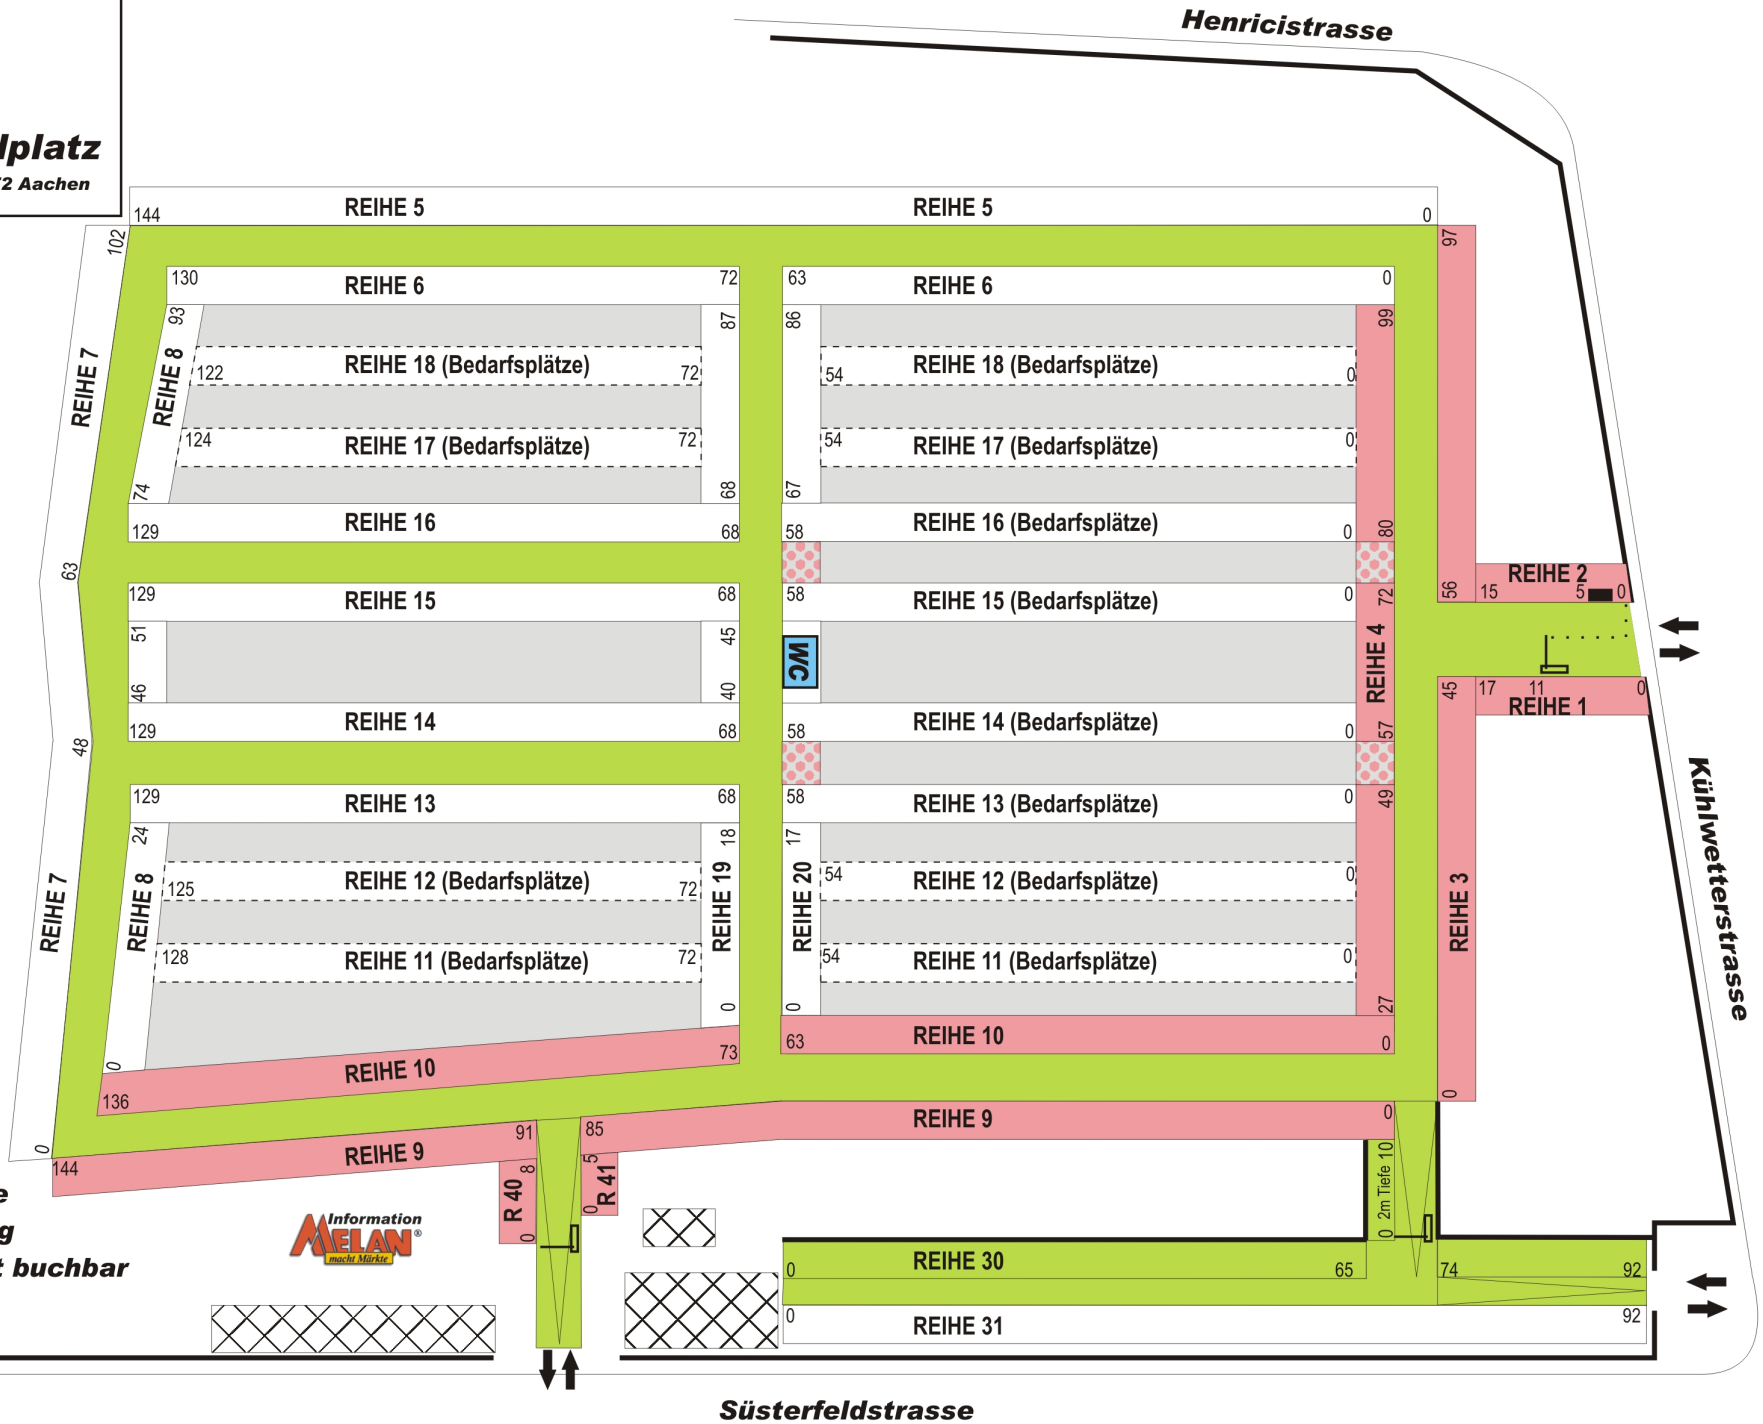 Henricistrasse
lplatz
72 Aachen
REIHE 5 REIHE 5
144 0
102 97
130 72 63 0
REIHE 6 REIHE 6
93 87 86 99
REIHE 7 REIHE 8
REIHE 18 (Bedarfsplätze) REIHE 18 (Bedarfsplätze)
122 72 54 0
REIHE 17 (Bedarfsplätze) REIHE 17 (Bedarfsplätze)
124 72 54 0
74 68 67
REIHE 16 REIHE 16 (Bedarfsplätze)
129 68 58 0 80
63 56
REIHE 2
15 5 0
129 68 58 0 72
REIHE 15 REIHE 15 (Bedarfsplätze)
51 45
WC
REIHE 4
46 40
45 17 11 0
REIHE 1
REIHE 14 REIHE 14 (Bedarfsplätze)
129 68 58 0 57
48
129 68 58 0 49
REIHE 13 REIHE 13 (Bedarfsplätze)
24 18 17
Kühlwetterstrasse
REIHE 12 (Bedarfsplätze) REIHE 12 (Bedarfsplätze)
125 72 54 0
REIHE 7 REIHE 8 REIHE 19 REIHE 20 REIHE 3
REIHE 11 (Bedarfsplätze) REIHE 11 (Bedarfsplätze)
128 72 54 0
0 0 27
REIHE 10 REIHE 10
0 136 73 63 0
0
REIHE 9 REIHE 9
0 144 91 85 0
R 40 8 0
R 41 5 0
0 2m Tiefe 10
e
g
t buchbar
Information
MELAN®
macht Märkte
REIHE 30
0 65 74 92
REIHE 31
0 92
Süsterfeldstrasse